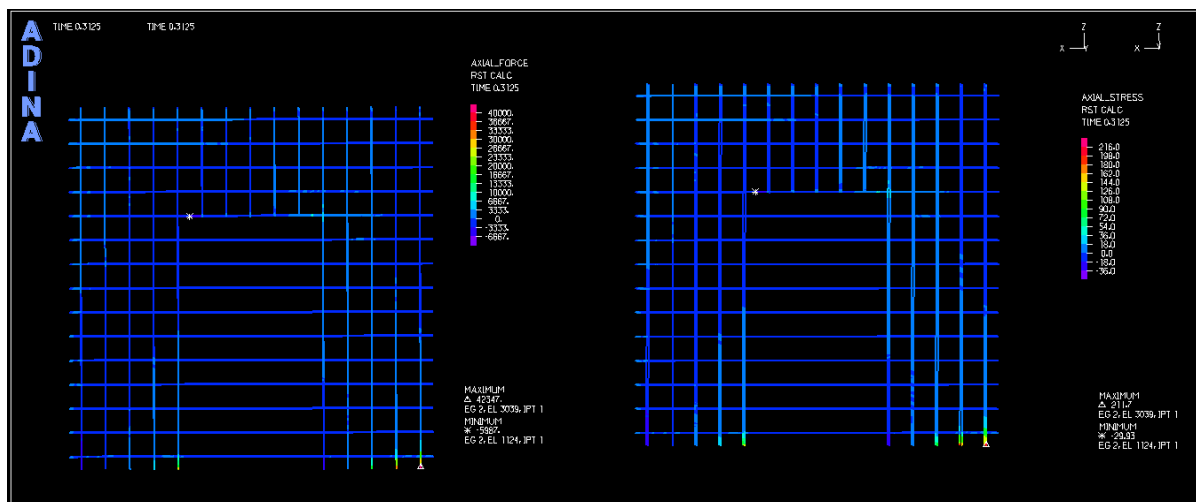 ADINA
TIME 0.3125
TIME 0.3125
AXIAL_FORCE
RST CALC
TIME 0.3125
40000.
36667.
33333.
30000.
26667.
23333.
20000.
16667.
13333.
10000.
6667.
3333.
0.
-3333.
-6667.
MAXIMUM
△ 42347.
EG 2, EL 3039, IPT 1
MINIMUM
* -5987.
EG 2, EL 1124, IPT 1
Z
X Y
Z
X Y
AXIAL_STRESS
RST CALC
TIME 0.3125
216.0
198.0
180.0
162.0
144.0
126.0
108.0
90.0
72.0
54.0
36.0
18.0
0.0
-18.0
-36.0
MAXIMUM
△ 211.7
EG 2, EL 3039, IPT 1
MINIMUM
* -29.93
EG 2, EL 1124, IPT 1